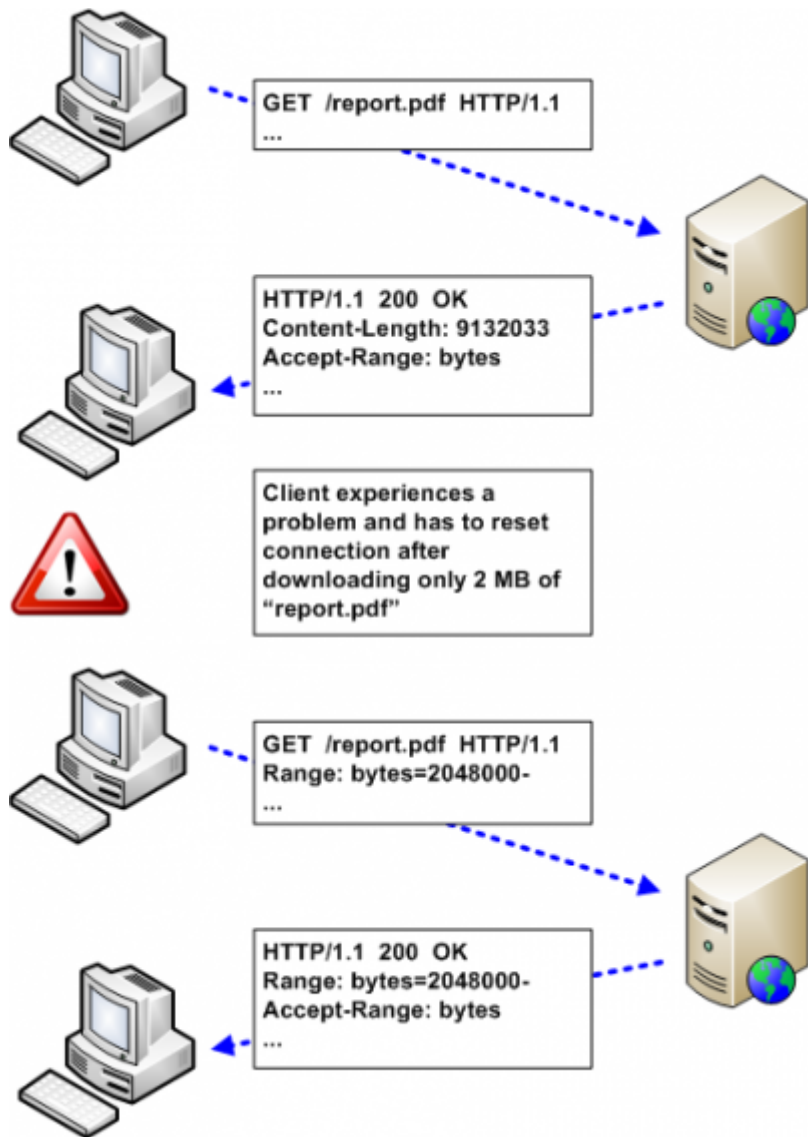 GET /report.pdf HTTP/1.1
...
HTTP/1.1 200 OK
Content-Length: 9132033
Accept-Range: bytes
...
Client experiences a
problem and has to reset
connection after
downloading only 2 MB of
“report.pdf”
GET /report.pdf HTTP/1.1
Range: bytes=2048000-
...
HTTP/1.1 200 OK
Range: bytes=2048000-
Accept-Range: bytes
...